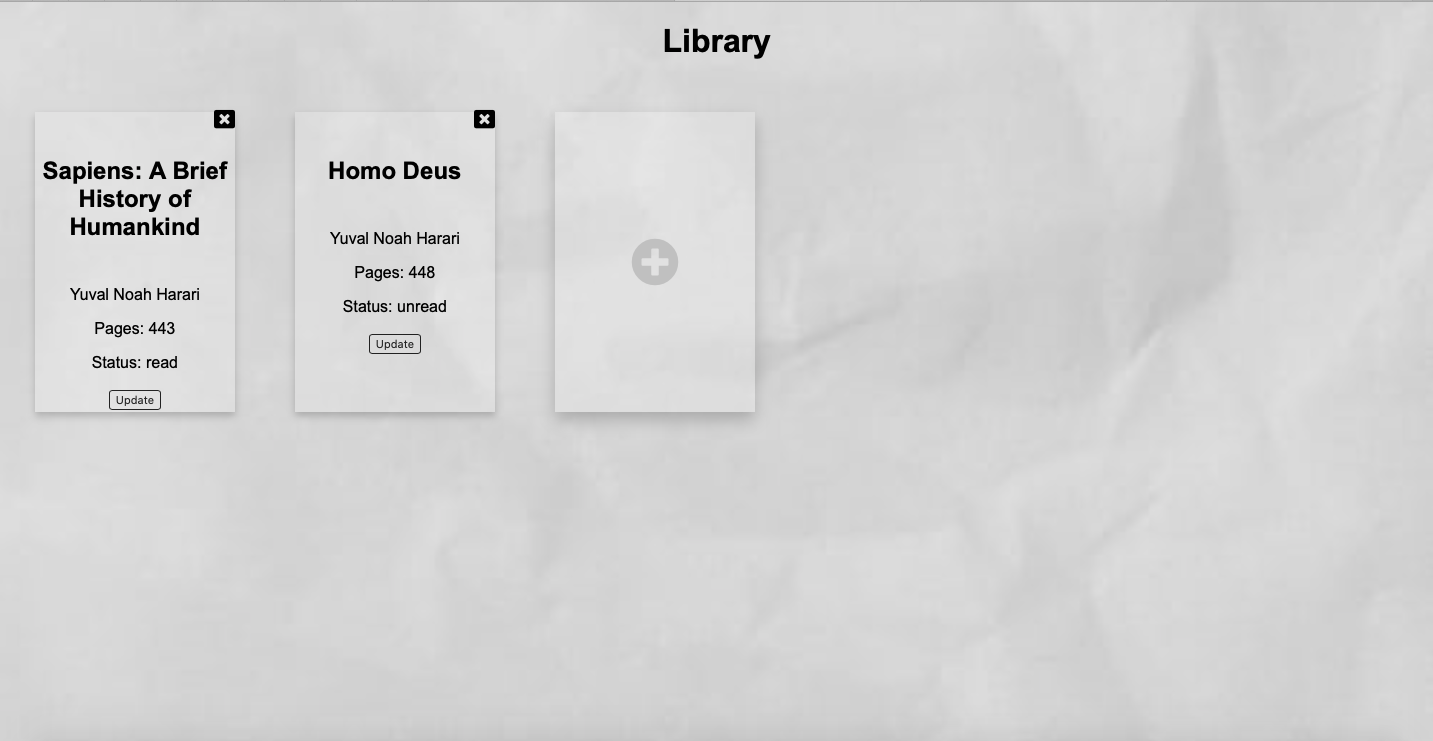 Library
Sapiens: A Brief
History of
Humankind
Yuval Noah Harari
Pages: 443
Status: read
Update
Homo Deus
Yuval Noah Harari
Pages: 448
Status: unread
Update